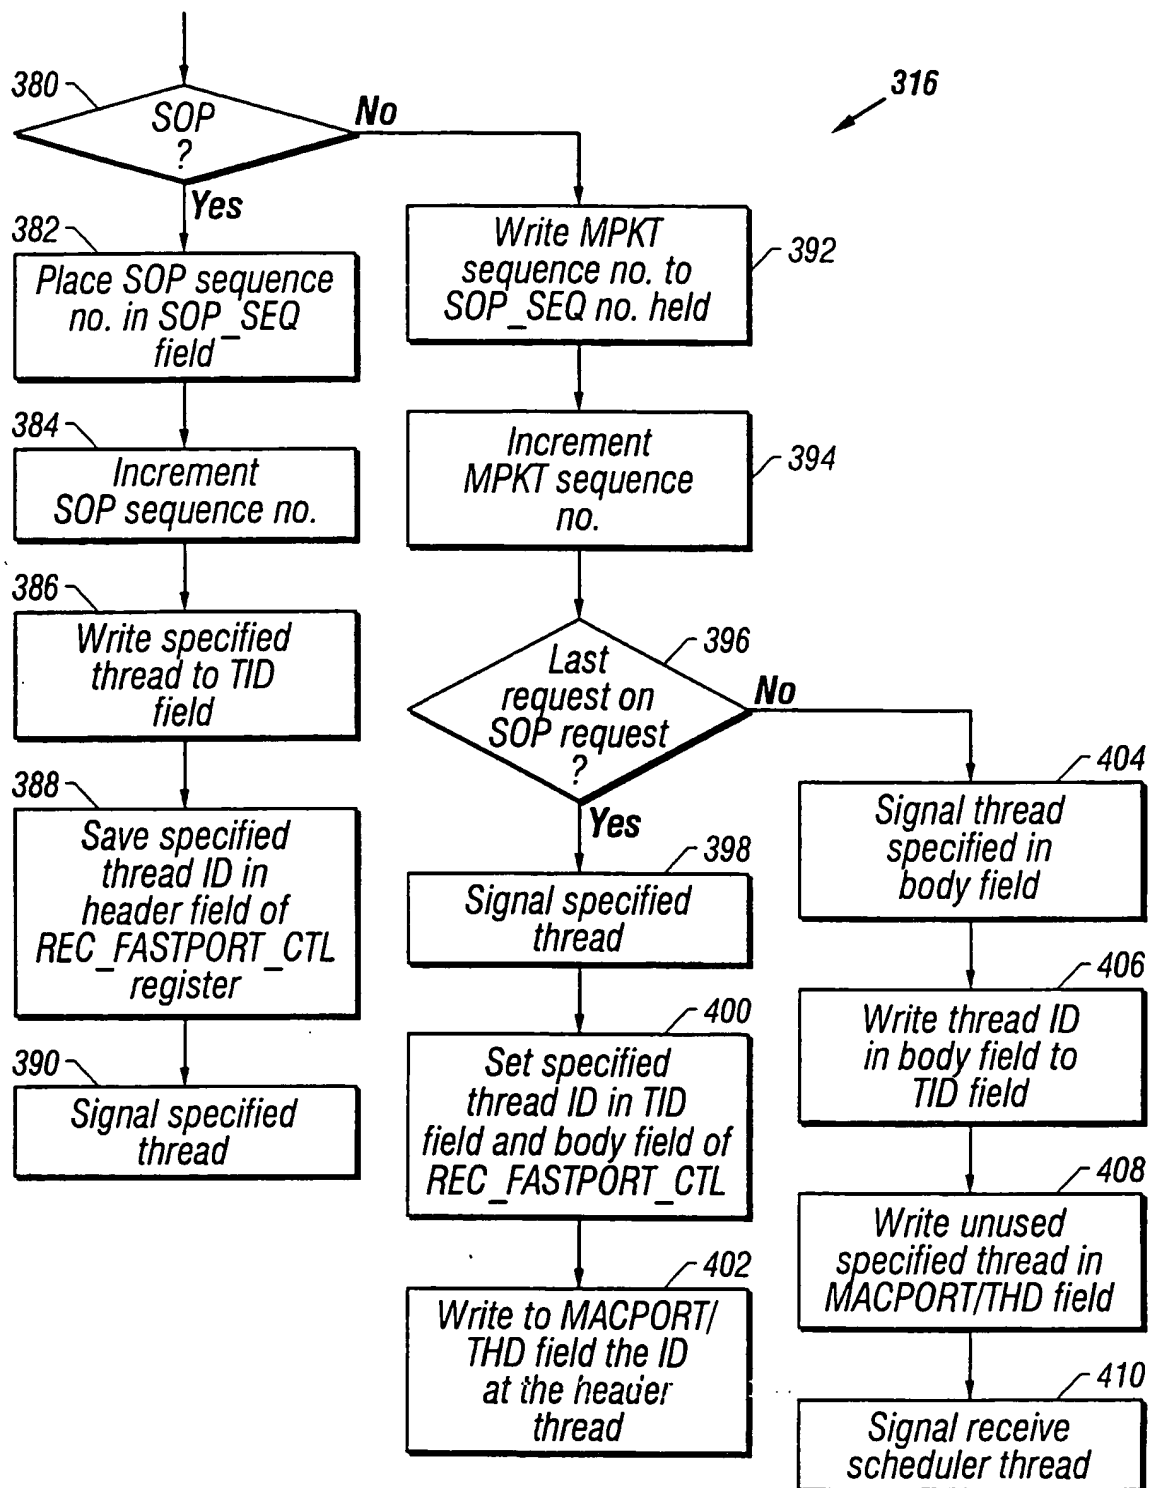 316
380
SOP
?
No
Yes
382
Place SOP sequence
no. in SOP_SEQ
field
384
Increment
SOP sequence no.
386
Write specified
thread to TID
field
388
Save specified
thread ID in
header field of
REC_FASTPORT_CTL
register
390
Signal specified
thread
392
Write MPKT
sequence no. to
SOP_SEQ no. held
394
Increment
MPKT sequence
no.
396
Last
request on
SOP request
?
No
Yes
398
Signal specified
thread
400
Set specified
thread ID in TID
field and body field of
REC_FASTPORT_CTL
402
Write to MACPORT/
THD field the ID
at the header
thread
404
Signal thread
specified in
body field
406
Write thread ID
in body field to
TID field
408
Write unused
specified thread in
MACPORT/THD field
410
Signal receive
scheduler thread